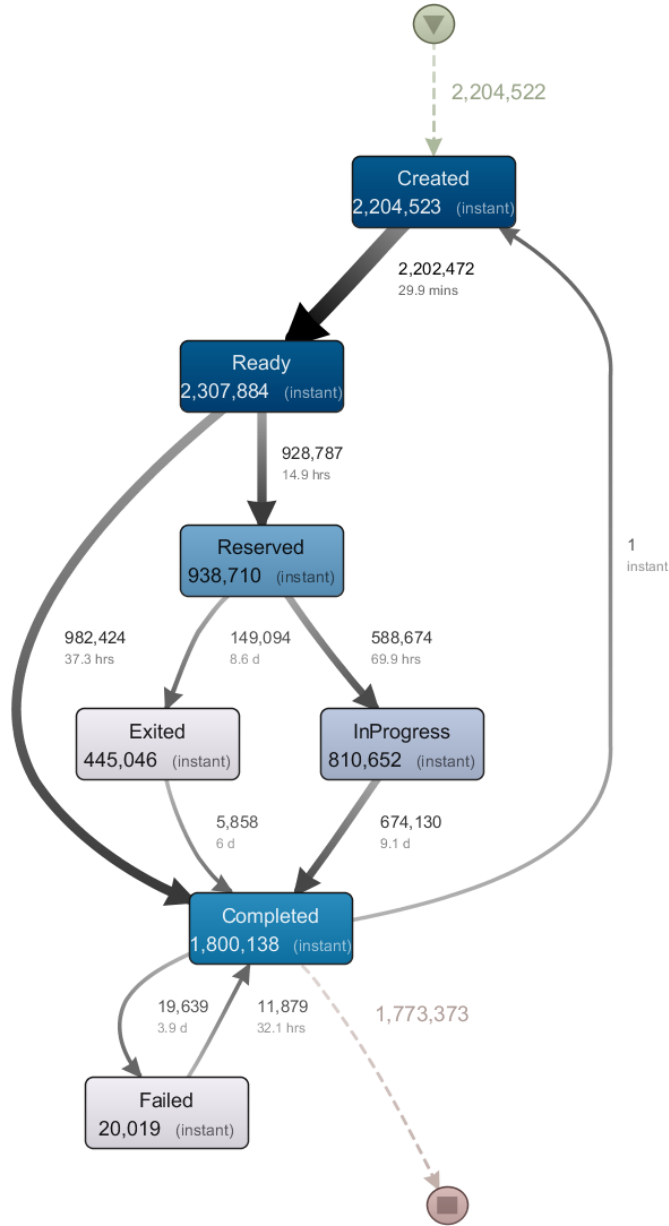 2,204,522
Created
2,204,523 (instant)
2,202,472
29.9 mins
Ready
2,307,884 (instant)
928,787
14.9 hrs
Reserved
938,710 (instant)
1
instant
982,424
37.3 hrs
149,094
8.6 d
588,674
69.9 hrs
Exited
445,046 (instant)
InProgress
810,652 (instant)
5,858
6 d
674,130
9.1 d
Completed
1,800,138 (instant)
19,639
3.9 d
11,879
32.1 hrs
1,773,373
Failed
20,019 (instant)